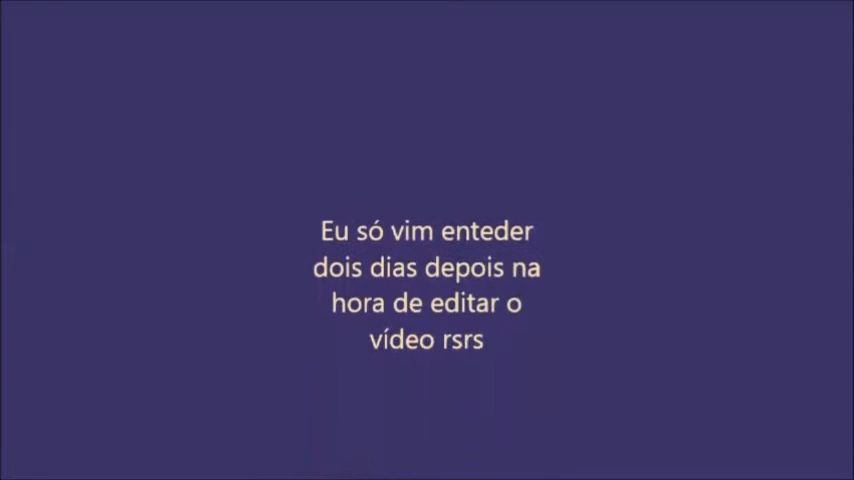 Eu só vim enteder
dois dias depois na
hora de editar o
vídeo rsrs